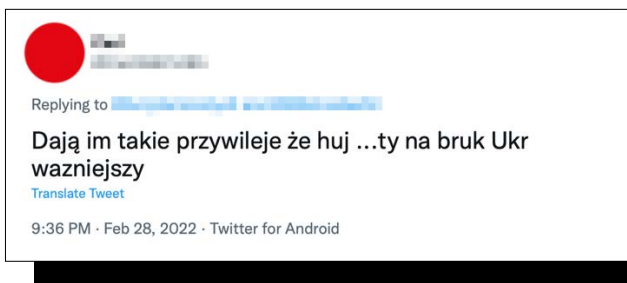 Replying to
Dają im takie przywileje że huj ...ty na bruk Ukr
wazniejszy
Translate Tweet
9:36 PM · Feb 28, 2022 · Twitter for Android